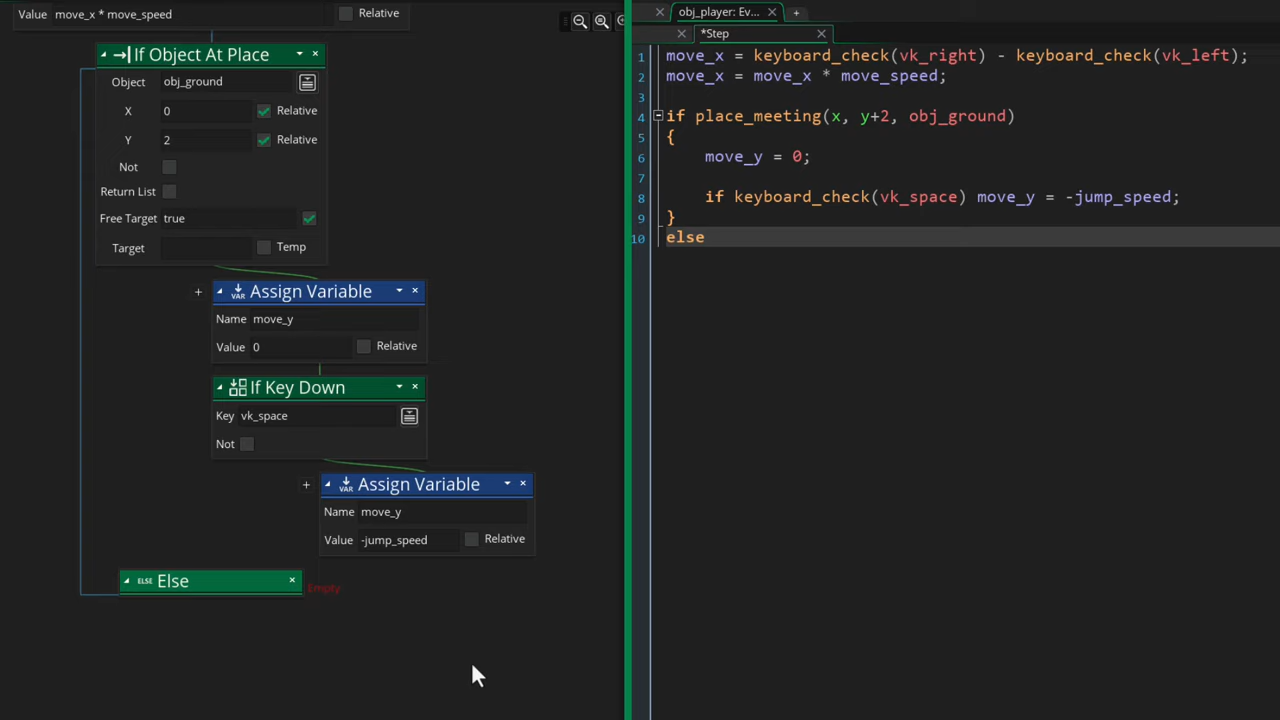 Value move_x * move_speed Relative
If Object At Place
Object obj_ground
X 0 Relative
Y 2 Relative
Not
Return List
Free Target true
Target Temp
Assign Variable
Name move_y
Value 0 Relative
If Key Down
Key vk_space
Not
Assign Variable
Name move_y
Value -jump_speed Relative
ELSE Else Empty
obj_player: Ev...
*Step
1 move_x = keyboard_check(vk_right) - keyboard_check(vk_left);
2 move_x = move_x * move_speed;
3
4 if place_meeting(x, y+2, obj_ground)
5 {
6 move_y = 0;
7
8 if keyboard_check(vk_space) move_y = -jump_speed;
9 }
10 else